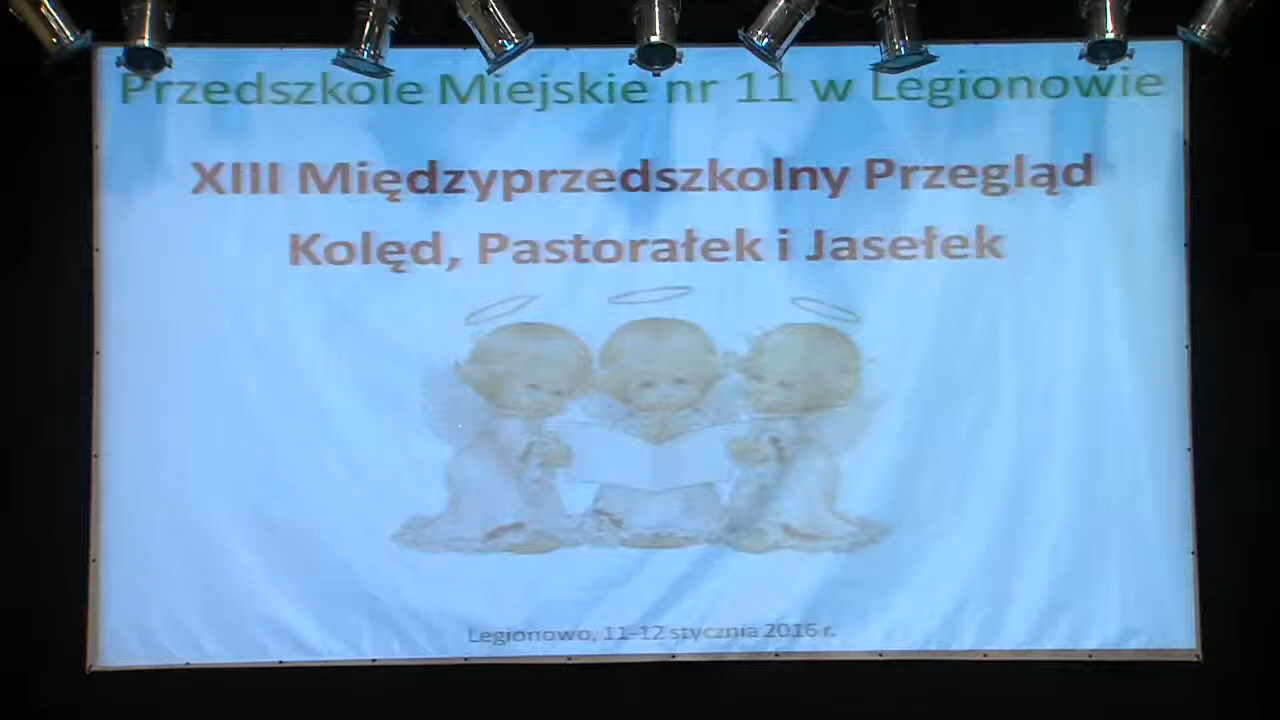 Przedszkole Miejskie nr 11 w Legionowie
XIII Międzyprzedszkolny Przegląd
Kolęd, Pastorałek i Jasełek
Legionowo, 11-12 stycznia 2016 r.